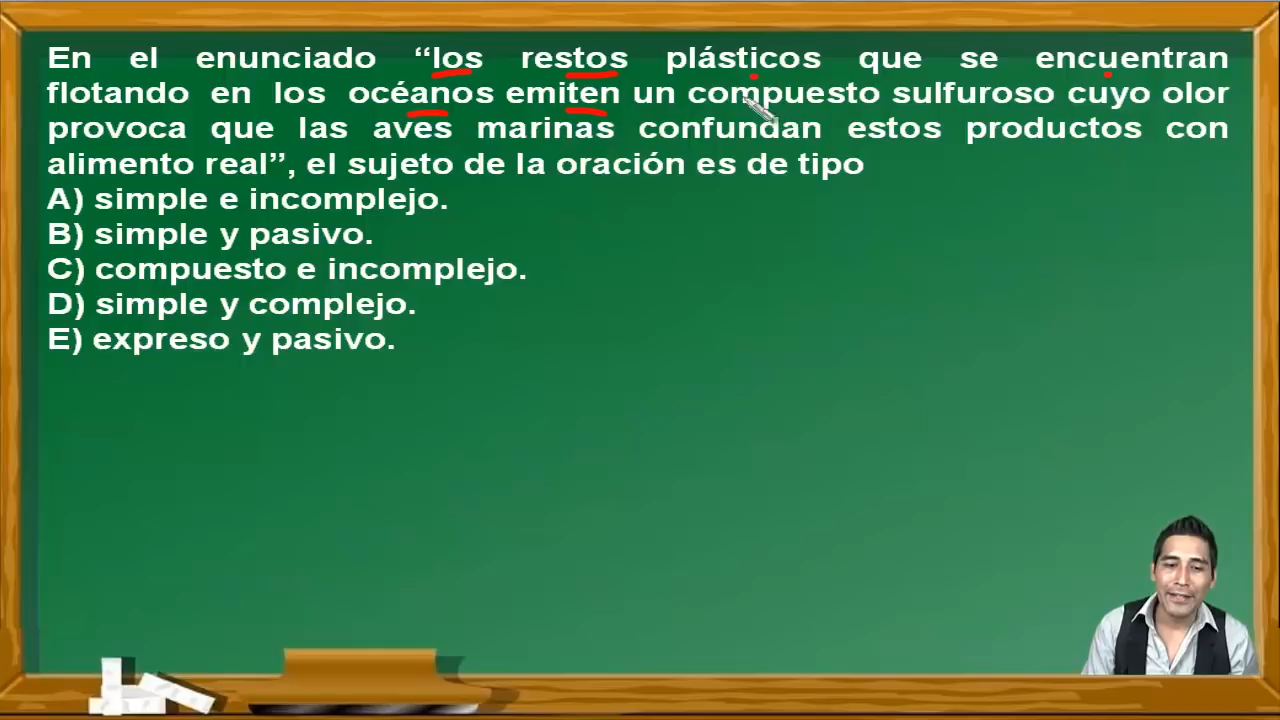 En el enunciado “los restos plásticos que se encuentran
flotando en los océanos emiten un compuesto sulfuroso cuyo olor
provoca que las aves marinas confundan estos productos con
alimento real”, el sujeto de la oración es de tipo
A) simple e incomplejo.
B) simple y pasivo.
C) compuesto e incomplejo.
D) simple y complejo.
E) expreso y pasivo.